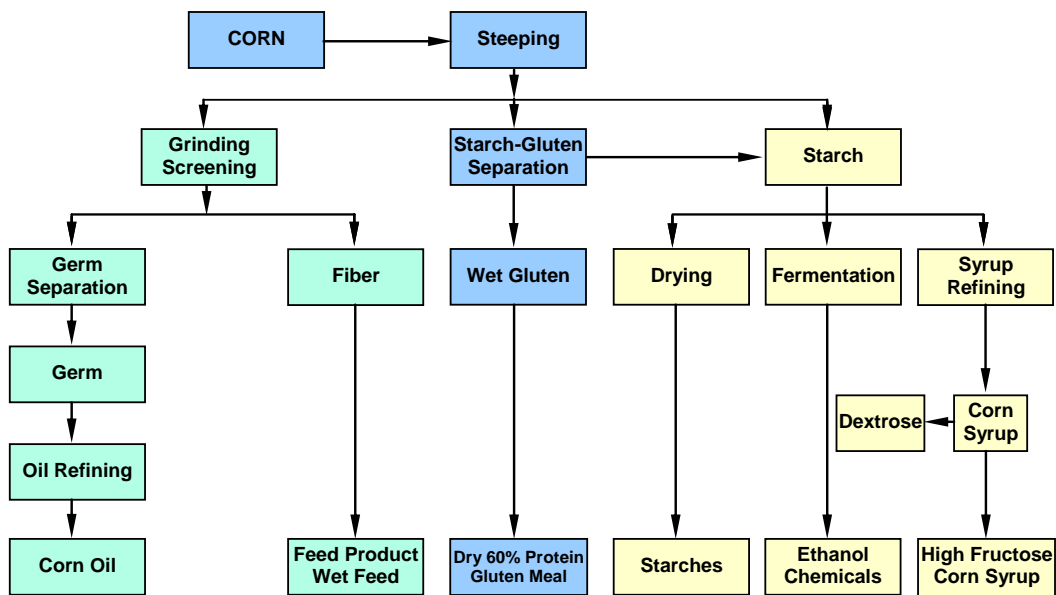 CORN
Steeping
Grinding
Screening
Starch-Gluten
Separation
Starch
Germ
Separation
Fiber
Wet Gluten
Drying
Fermentation
Syrup
Refining
Germ
Dextrose
Corn
Syrup
Oil Refining
Corn Oil
Feed Product
Wet Feed
Dry 60% Protein
Gluten Meal
Starches
Ethanol
Chemicals
High Fructose
Corn Syrup